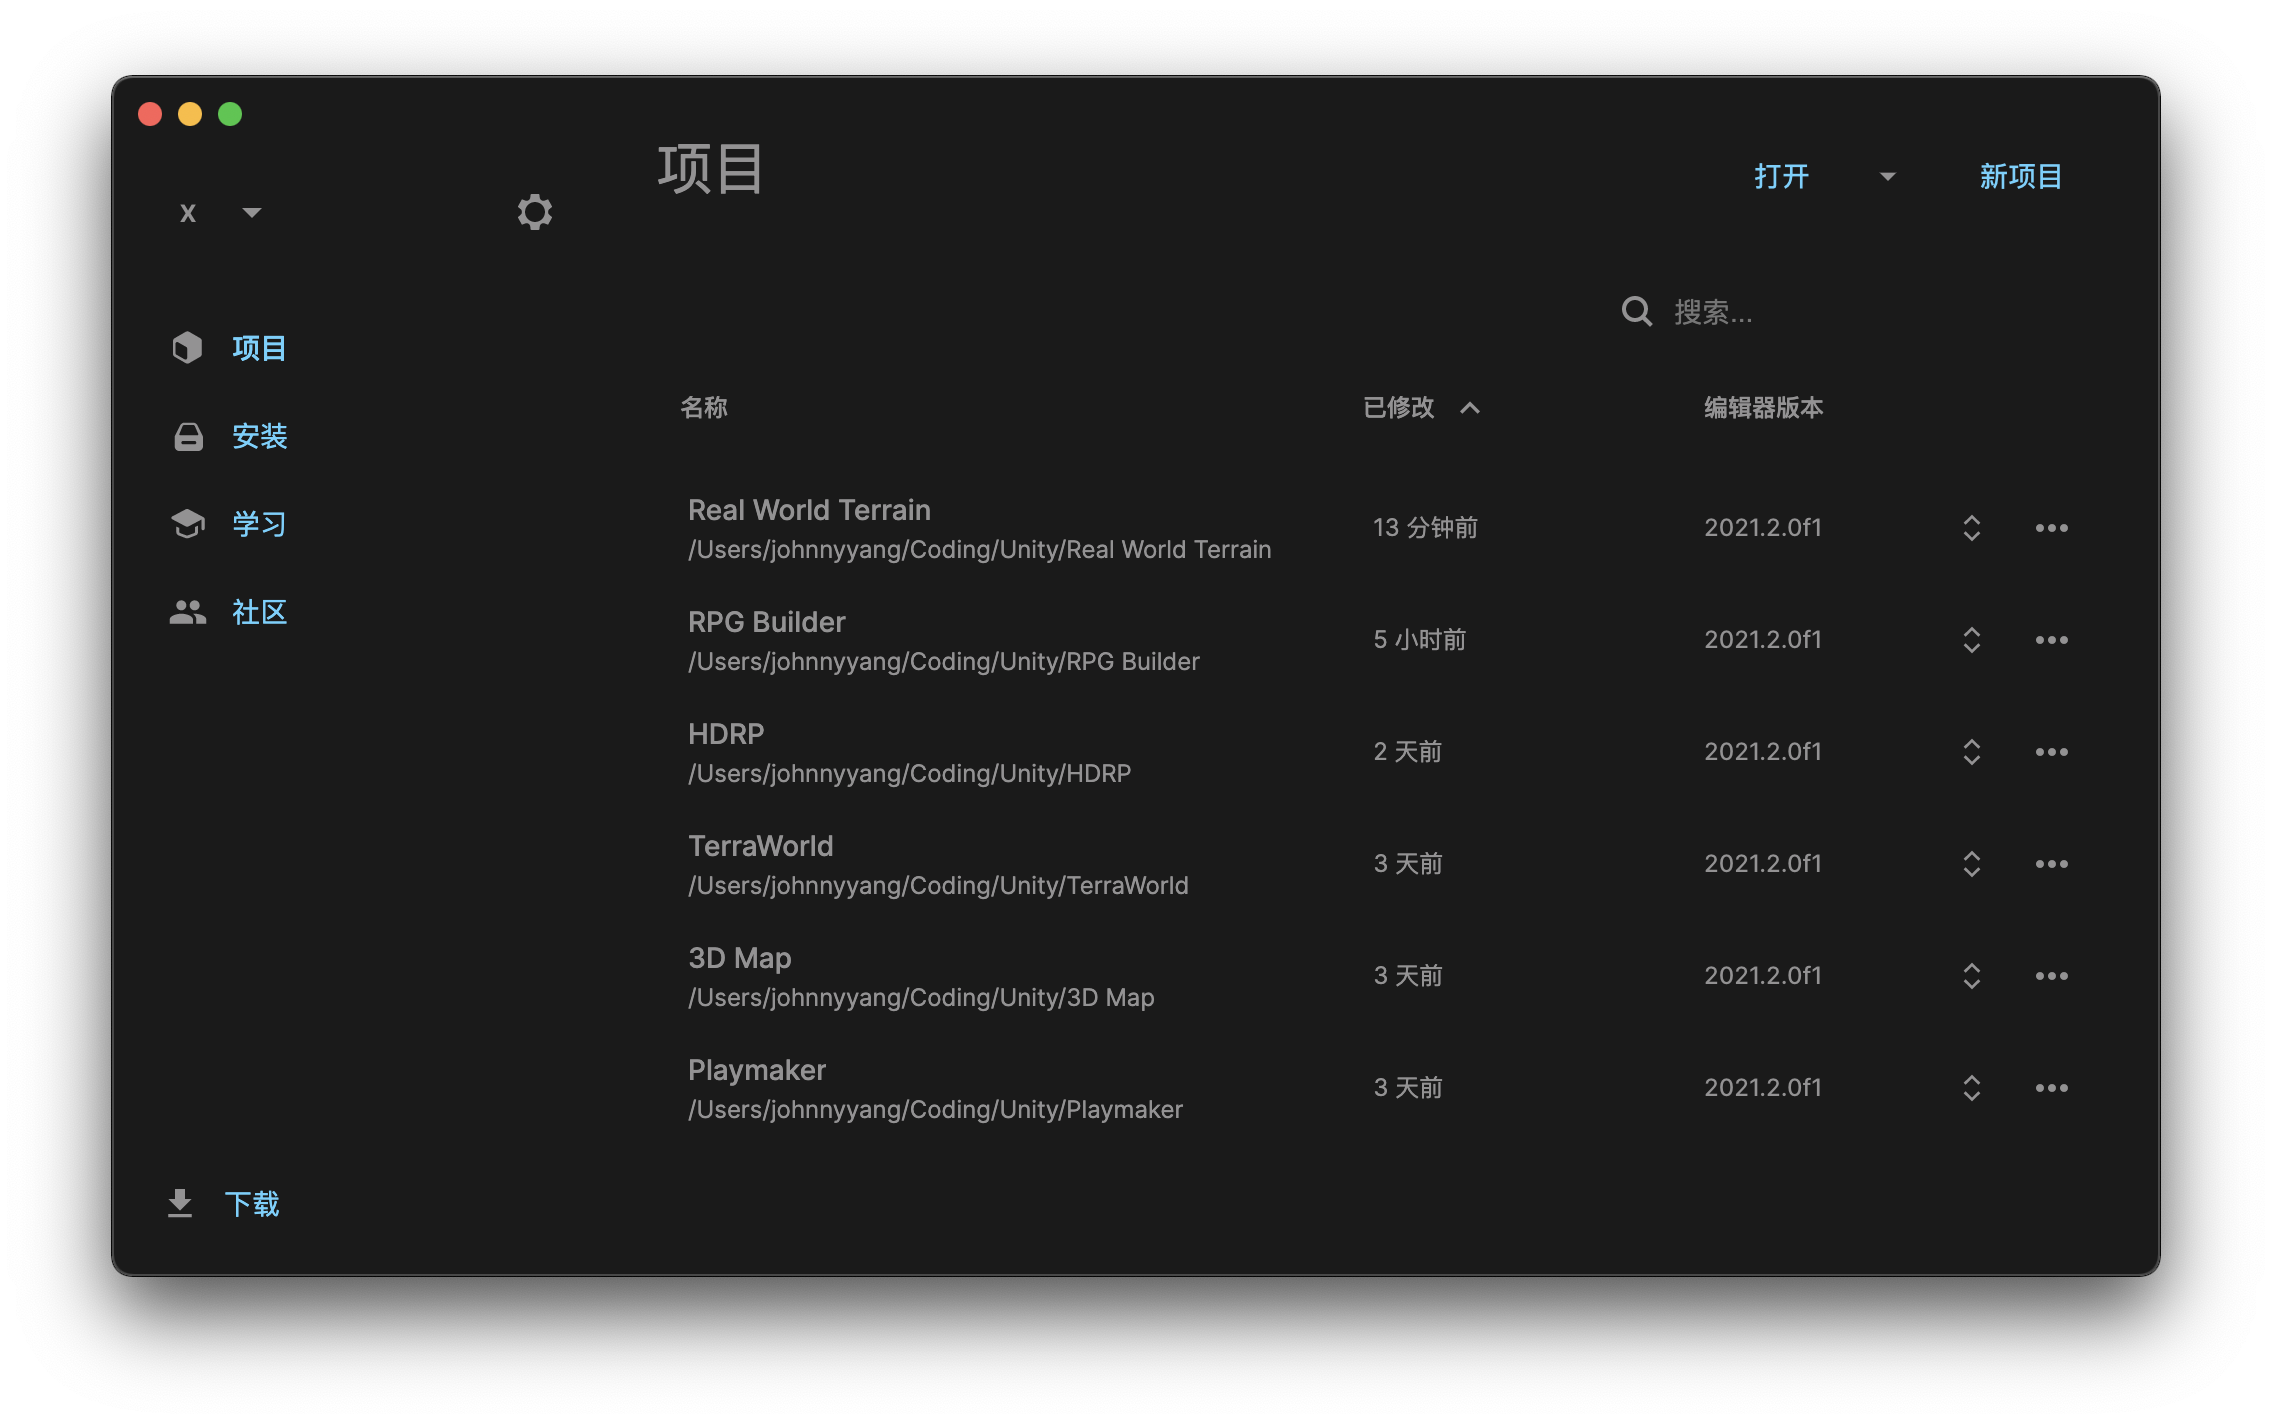 项目
打开
新项目
X
搜索...
项目
安装
学习
社区
名称 已修改 编辑器版本
Real World Terrain
/Users/johnnyyang/Coding/Unity/Real World Terrain
13 分钟前 2021.2.0f1
RPG Builder
/Users/johnnyyang/Coding/Unity/RPG Builder
5 小时前 2021.2.0f1
HDRP
/Users/johnnyyang/Coding/Unity/HDRP
2 天前 2021.2.0f1
TerraWorld
/Users/johnnyyang/Coding/Unity/TerraWorld
3 天前 2021.2.0f1
3D Map
/Users/johnnyyang/Coding/Unity/3D Map
3 天前 2021.2.0f1
Playmaker
/Users/johnnyyang/Coding/Unity/Playmaker
3 天前 2021.2.0f1
下载